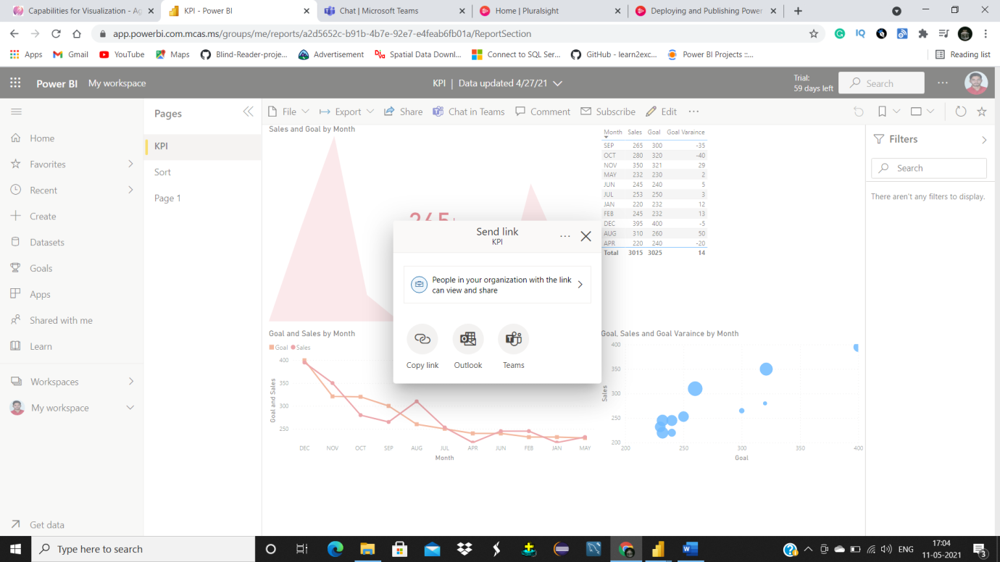 Capabilities for Visualization - Ag
KPI - Power BI
Chat | Microsoft Teams
Home | Pluralsight
Deploying and Publishing Power
app.powerbi.com.mcas.ms/groups/me/reports/a2d5652c-b91b-4b7e-92e7-e4feab6fb01a/ReportSection
Apps
Gmail
YouTube
Maps
Blind-Reader-proje...
Advertisement
Spatial Data Downl...
Connect to SQL Ser...
GitHub - learn2exc...
Power BI Projects ::...
Reading list
Power BI My workspace
KPI | Data updated 4/27/21
Trial:
59 days left
Search
Pages
File
Export
Share
Chat in Teams
Comment
Subscribe
Edit
Home
Favorites
Recent
Create
Datasets
Goals
Apps
Shared with me
Learn
Workspaces
My workspace
Get data
KPI
Sort
Page 1
Sales and Goal by Month
Month Sales Goal Goal Varaince
SEP 265 300 -35
OCT 280 320 -40
NOV 350 321 29
MAY 232 230 2
JUN 245 240 5
JUL 253 250 3
JAN 220 232 12
FEB 245 232 13
DEC 395 400 -5
AUG 310 260 50
APR 220 240 -20
Total 3015 3025 14
Send link
KPI
People in your organization with the link
can view and share
Copy link
Outlook
Teams
Goal and Sales by Month
Goal Sales
Goal and Sales
400
350
300
250
DEC NOV OCT SEP AUG JUL APR JUN FEB JAN MAY
Month
Goal, Sales and Goal Varaince by Month
Sales
400
350
300
250
200
200 250 300 350 400
Goal
Filters
Search
There aren't any filters to display.
Type here to search
ENG
17:04
11-05-2021
3